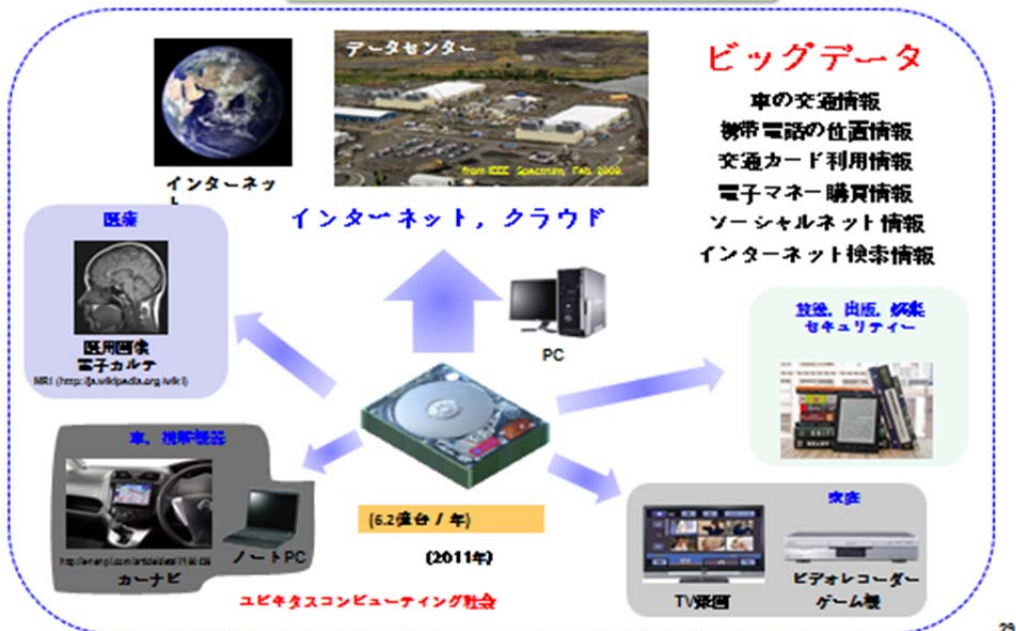 データセンター
from IEEE Spectrum, Feb. 2009.
インターネッ
ト
インターネット，クラウド
ビッグデータ
車の交通情報
携帯電話の位置情報
交通カード利用情報
電子マネー購買情報
ソーシャルネット情報
インターネット検索情報
医療
医用画像
電子カルテ
MRI (http://ja.wikipedia.org/wiki)
PC
放送，出版，
セキュリティー
車，携帯機器
カーナビ
ノートPC
(6.2億台 / 年)
(2011年)
ユビキタスコンピューティング社会
家庭
TV録画
ビデオレコーダー
ゲーム機
29